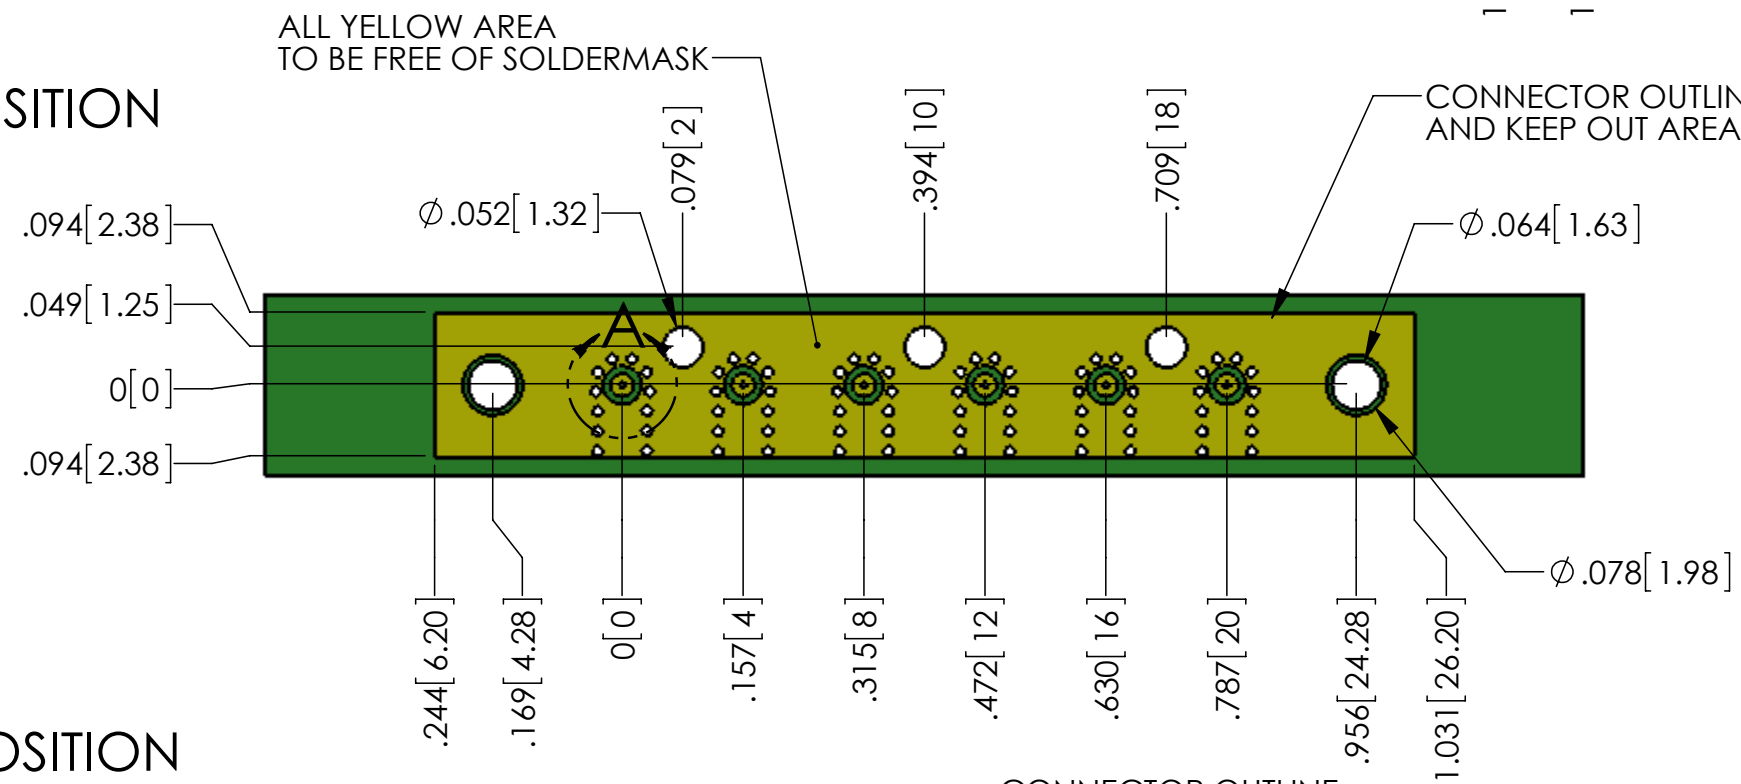 ALL YELLOW AREA
TO BE FREE OF SOLDERMASK
SITION
CONNECTOR OUTLIN
AND KEEP OUT AREA
.079[2]
.394[10]
.709[18]
.094[2.38]
Ø.052[1.32]
Ø.064[1.63]
.049[1.25]
A
0[0]
.094[2.38]
Ø.078[1.98]
.244[6.20]
.169[4.28]
0[0]
.157[4]
.315[8]
.472[12]
.630[16]
.787[20]
.956[24.28]
1.031[26.20]
OSITION
CONNECTOR OUTLINE